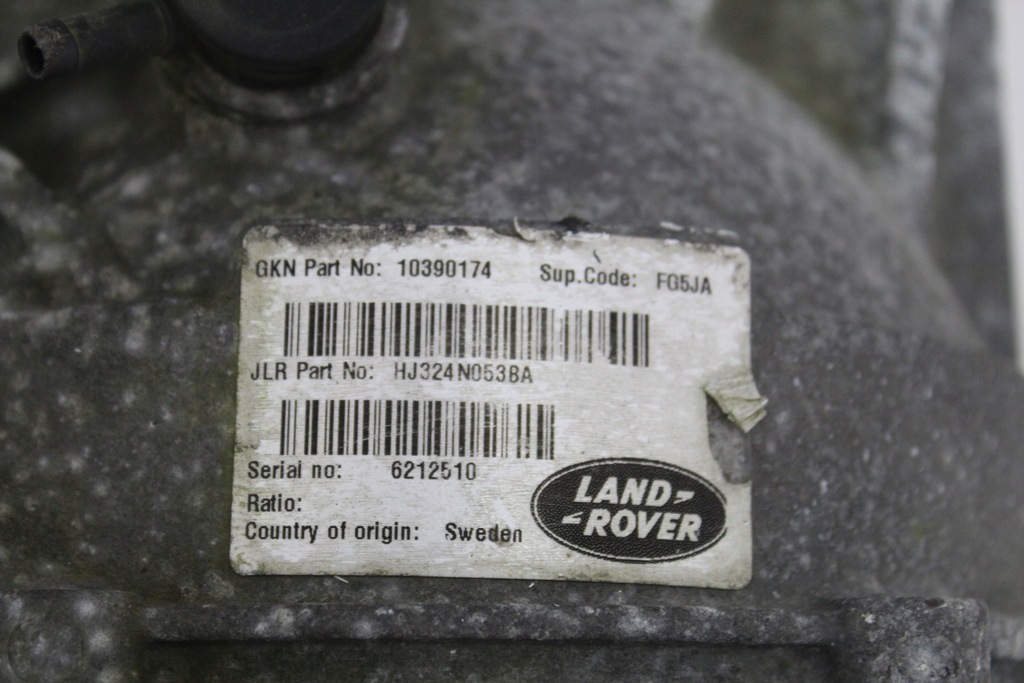 GKN Part No: 10390174 Sup.Code: FG5JA
JLR Part No: HJ324N053BA
Serial no: 6212510
Ratio:
Country of origin: Sweden
LAND-
-ROVER